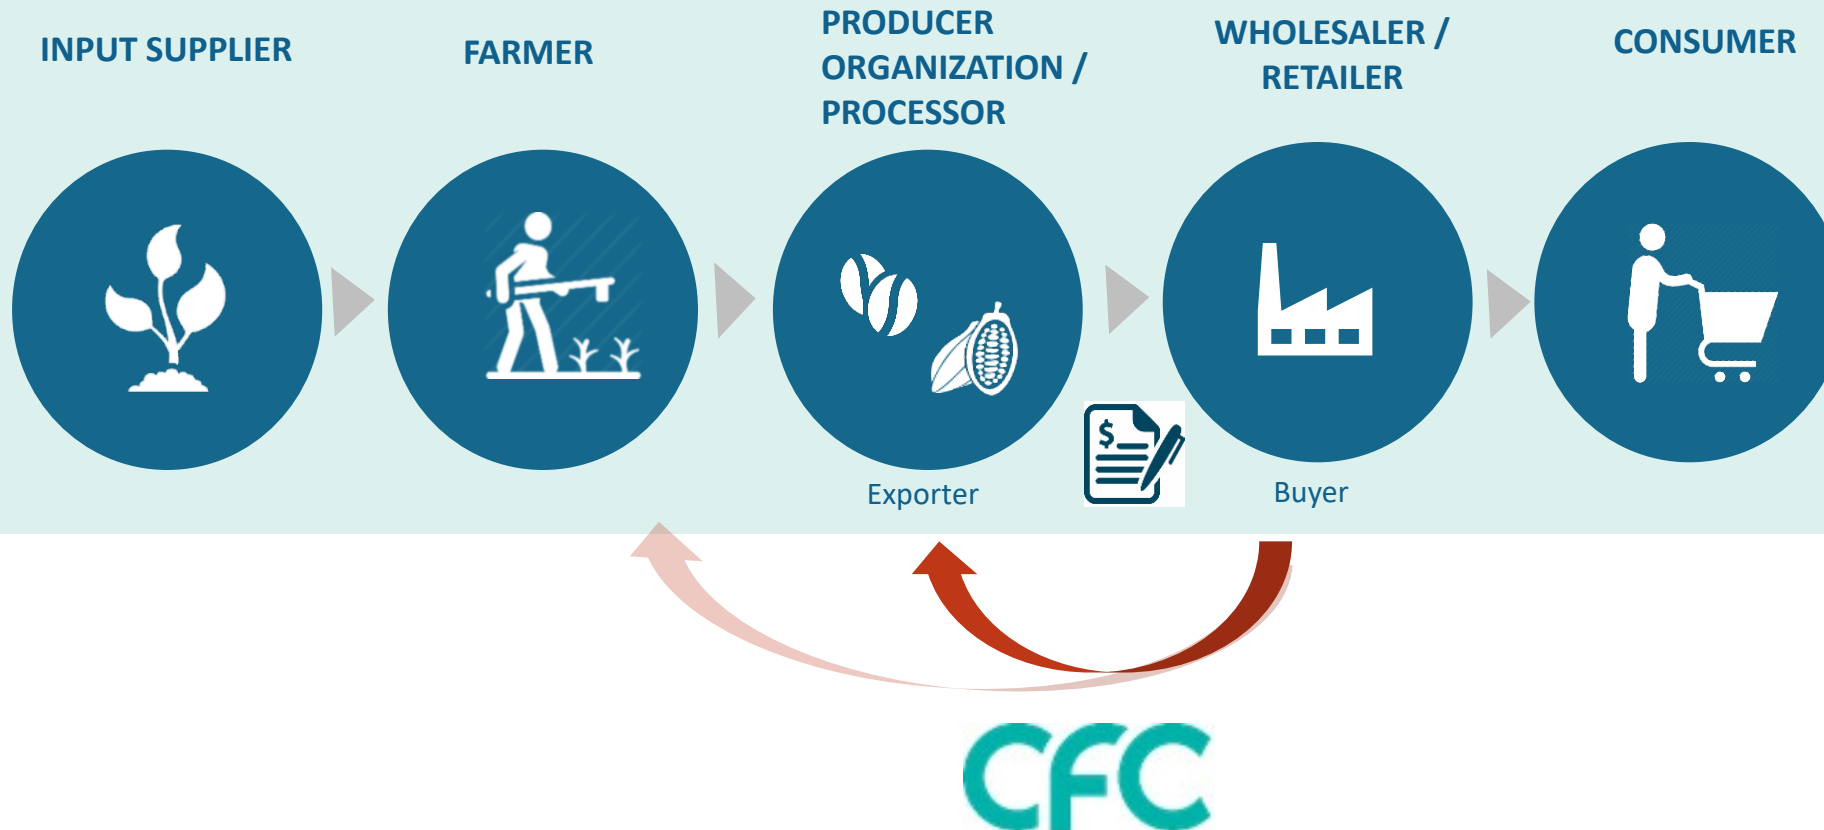 INPUT SUPPLIER
FARMER
PRODUCER
ORGANIZATION /
PROCESSOR
WHOLESALER /
RETAILER
CONSUMER
$
Exporter
Buyer
CFC